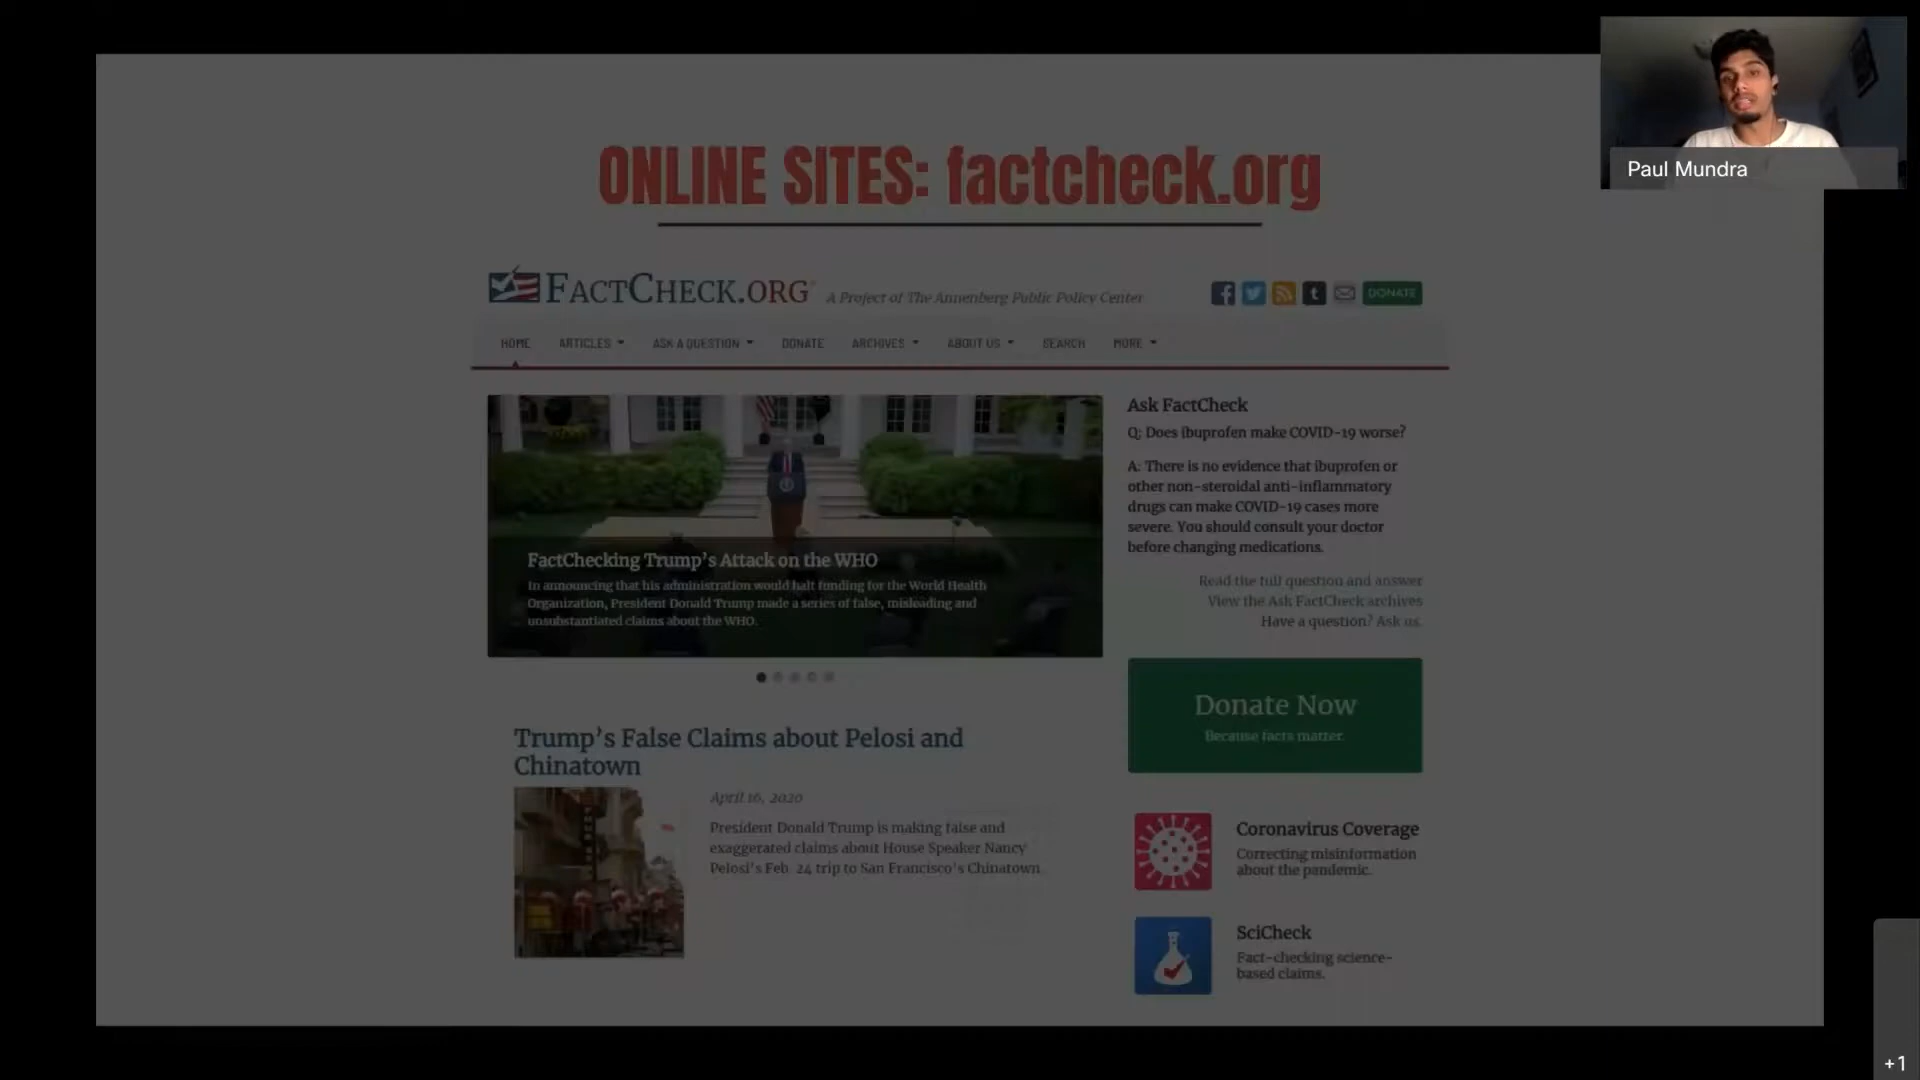 Paul Mundra
ONLINE SITES: factcheck.org
FACTCHECK.ORG® A Project of The Annenberg Public Policy Center
DONATE
HOME ARTICLES ASK A QUESTION DONATE ARCHIVES ABOUT US SEARCH MORE
FactChecking Trump's Attack on the WHO
In announcing that his administration would halt funding for the World Health
Organization, President Donald Trump made a series of false, misleading and
unsubstantiated claims about the WHO.
Trump's False Claims about Pelosi and
Chinatown
April 16, 2020
President Donald Trump is making false and
exaggerated claims about House Speaker Nancy
Pelosi's Feb. 24 trip to San Francisco's Chinatown.
Ask FactCheck
Q: Does ibuprofen make COVID-19 worse?
A: There is no evidence that ibuprofen or
other non-steroidal anti-inflammatory
drugs can make COVID-19 cases more
severe. You should consult your doctor
before changing medications.
Read the full question and answer
View the Ask FactCheck archives
Have a question? Ask us.
Donate Now
Because facts matter.
Coronavirus Coverage
Correcting misinformation
about the pandemic.
SciCheck
Fact-checking science-
based claims.
+1